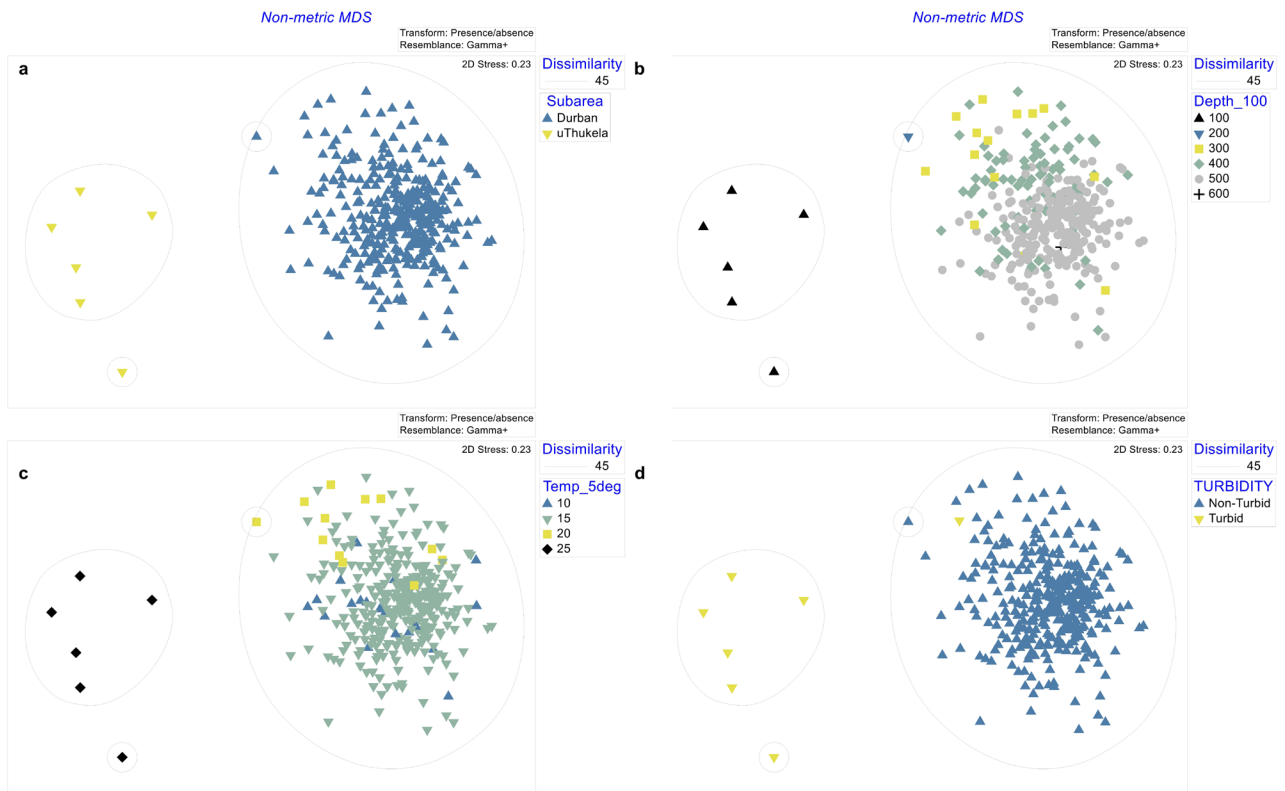 Non-metric MDS
Transform: Presence/absence
Resemblance: Gamma+
a
2D Stress: 0.23
Dissimilarity
45
Subarea
Durban
uThukela
Non-metric MDS
Transform: Presence/absence
Resemblance: Gamma+
b
2D Stress: 0.23
Dissimilarity
45
Depth_100
100
200
300
400
500
600
Transform: Presence/absence
Resemblance: Gamma+
c
2D Stress: 0.23
Dissimilarity
45
Temp_5deg
10
15
20
25
Transform: Presence/absence
Resemblance: Gamma+
d
2D Stress: 0.23
Dissimilarity
45
TURBIDITY
Non-Turbid
Turbid